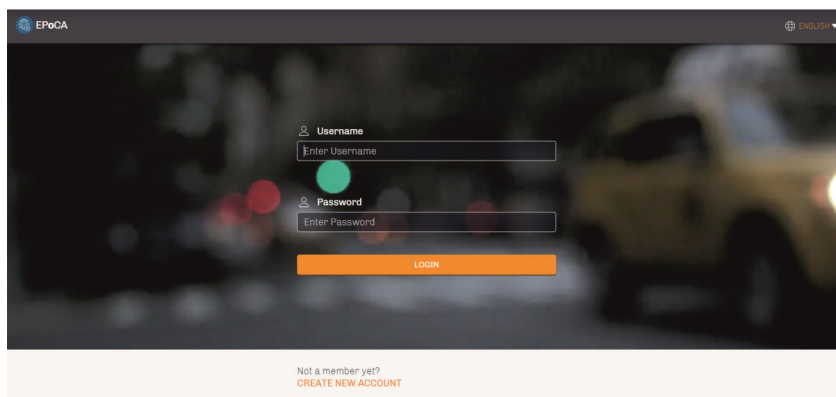 EPoCA
ENGLISH
Username
Enter Username
Password
Enter Password
LOGIN
Not a member yet?
CREATE NEW ACCOUNT